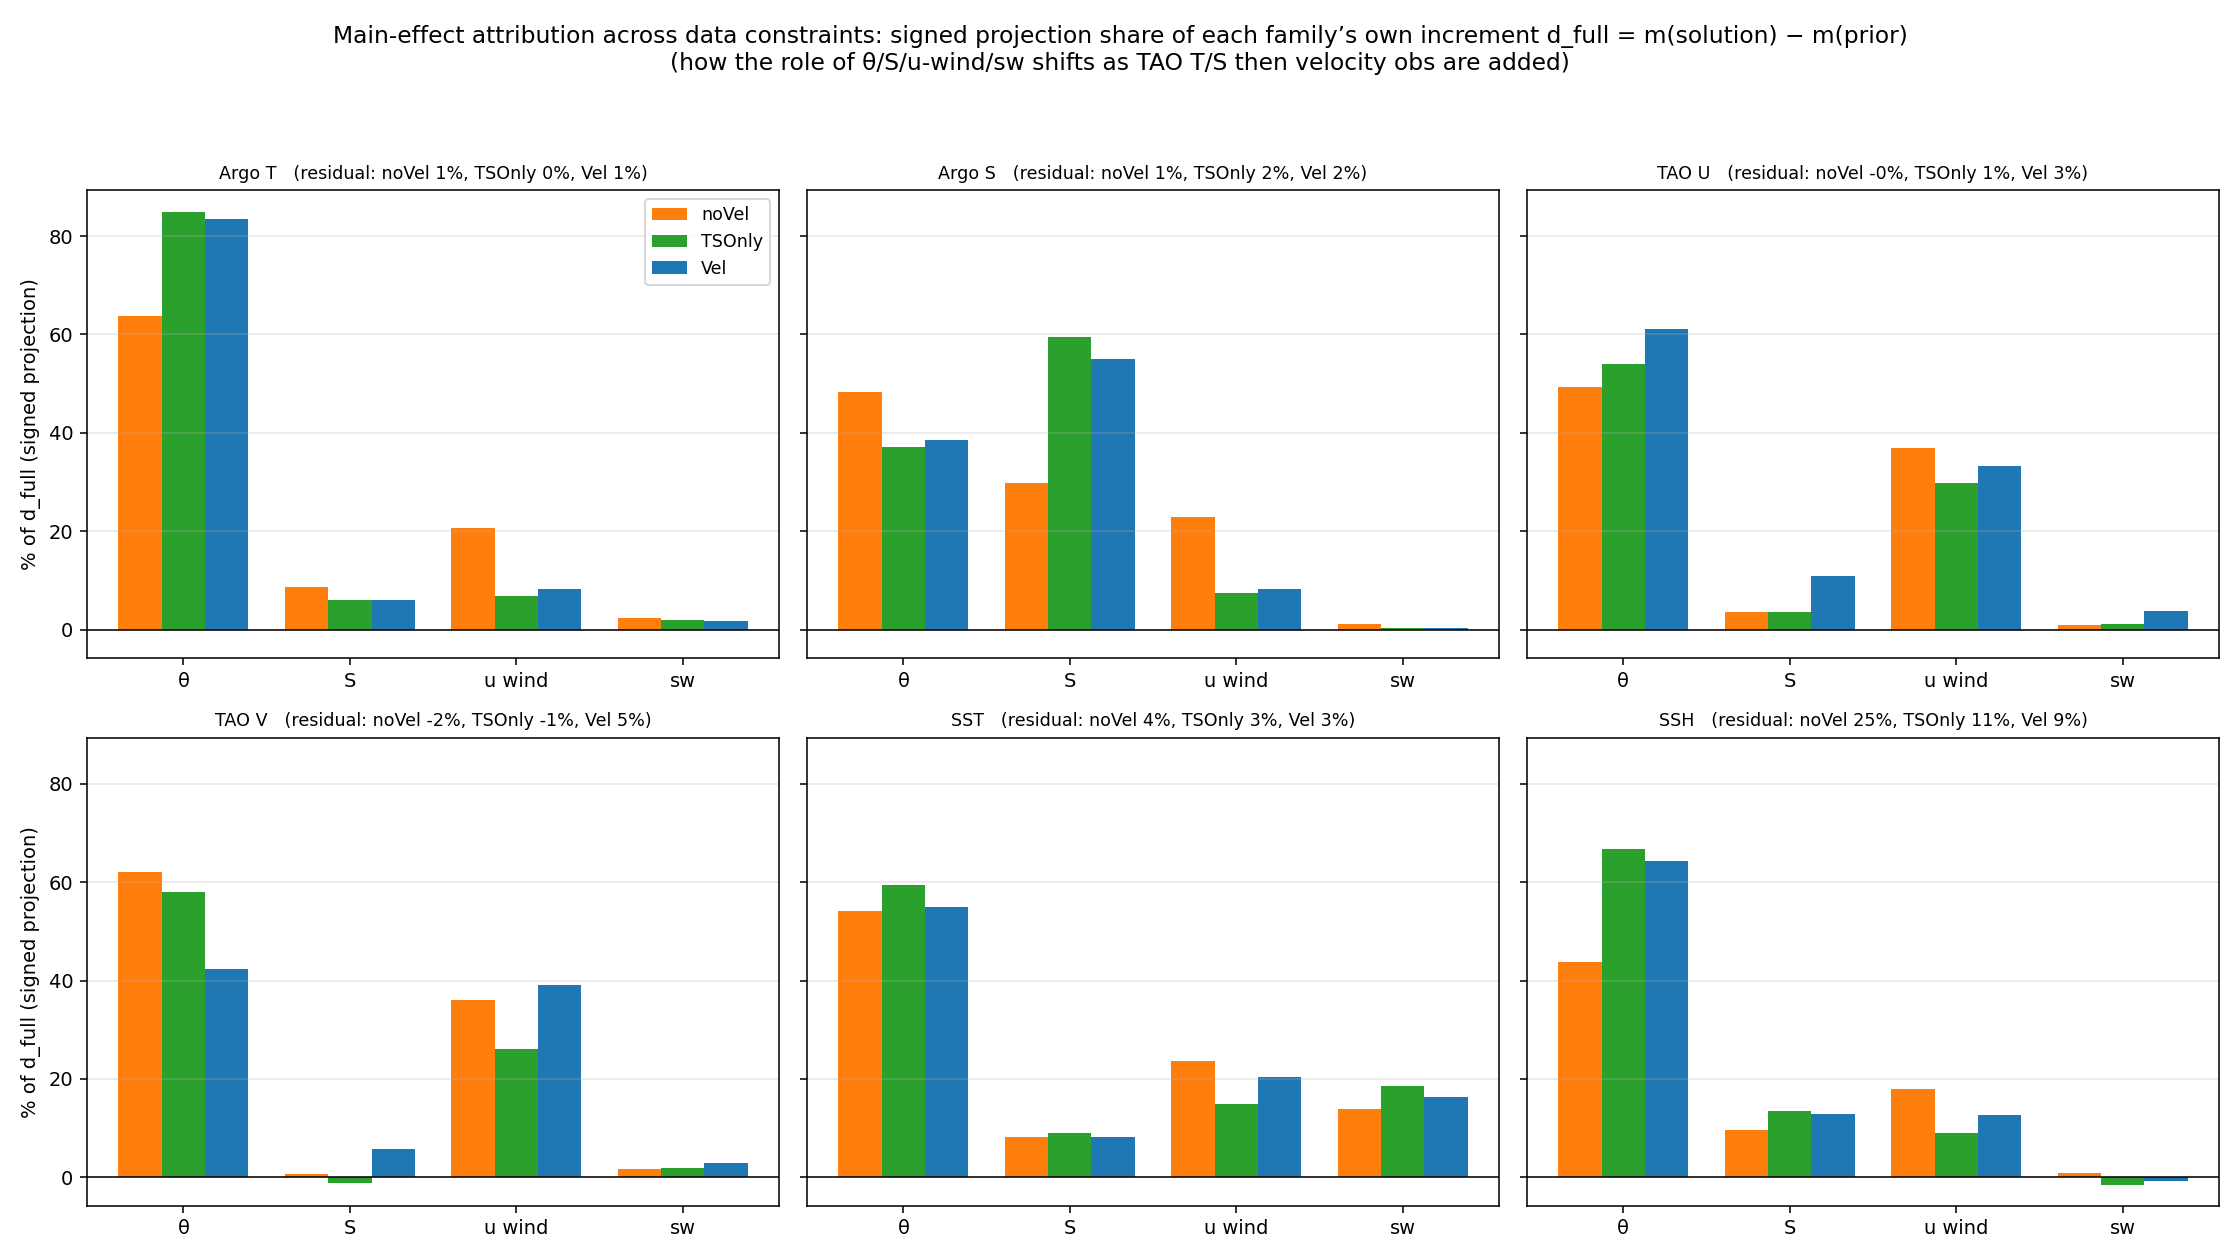 Main-effect attribution across data constraints: signed projection share of each family’s own increment d_full = m(solution) − m(prior)
(how the role of θ/S/u-wind/sw shifts as TAO T/S then velocity obs are added)
Argo T (residual: noVel 1%, TSOnly 0%, Vel 1%)
% of d_full (signed projection)
80
60
40
20
0
noVel
TSOnly
Vel
θ
S
u wind
sw
Argo S (residual: noVel 1%, TSOnly 2%, Vel 2%)
θ
S
u wind
sw
TAO U (residual: noVel -0%, TSOnly 1%, Vel 3%)
θ
S
u wind
sw
TAO V (residual: noVel -2%, TSOnly -1%, Vel 5%)
% of d_full (signed projection)
80
60
40
20
0
θ
S
u wind
sw
SST (residual: noVel 4%, TSOnly 3%, Vel 3%)
θ
S
u wind
sw
SSH (residual: noVel 25%, TSOnly 11%, Vel 9%)
θ
S
u wind
sw